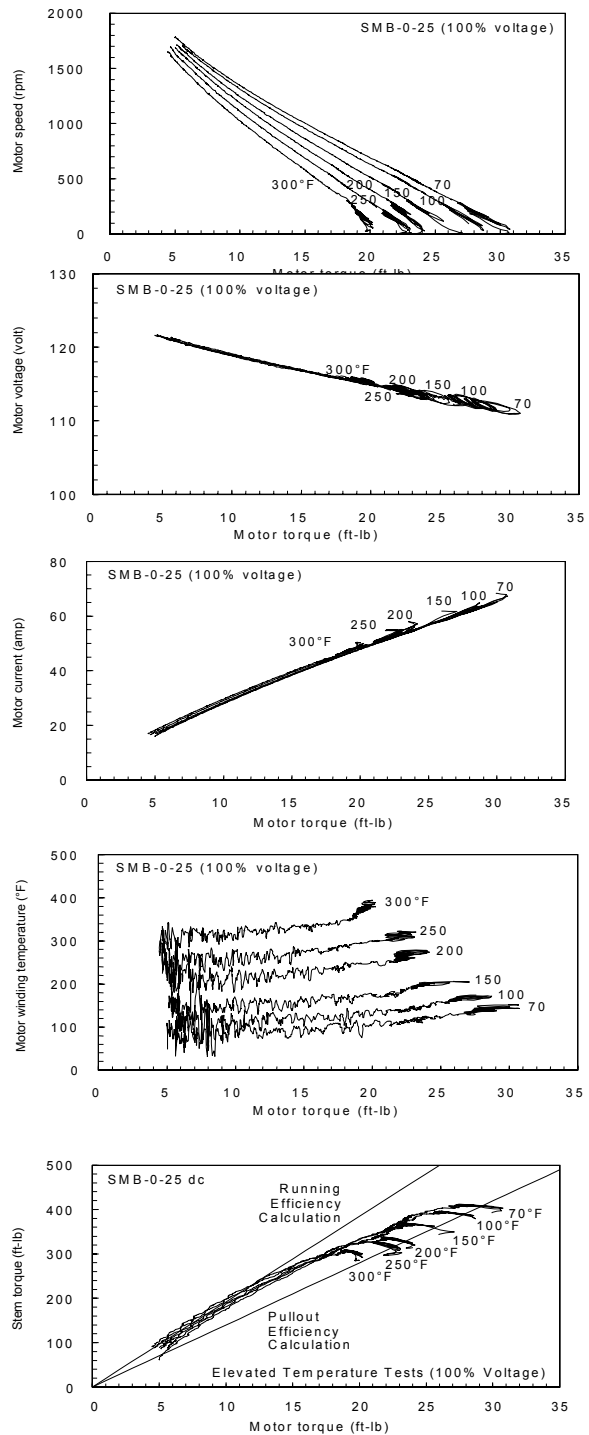 2000
SMB-0-25 (100% voltage)
1500
Motor speed (rpm)
1000
500
300°F 200 150 70
250 100
0
0 5 10 15 20 25 30 35
Motor torque (ft-lb)
130
SMB-0-25 (100% voltage)
Motor voltage (volt)
120
300°F 200 150 100
250 70
110
100
0 5 10 15 20 25 30 35
Motor torque (ft-lb)
80
SMB-0-25 (100% voltage)
70
150 100
60
200
250
Motor current (amp)
300°F
40
20
0
0 5 10 15 20 25 30 35
Motor torque (ft-lb)
500
SMB-0-25 (100% voltage)
400
300°F
Motor winding temperature (°F)
300
250
200
200
150
100
100
70
0
0 5 10 15 20 25 30 35
Motor torque (ft-lb)
500
SMB-0-25 dc
Running
Efficiency
Calculation
400
70°F
100°F
150°F
Stem torque (ft-lb)
300
200°F
250°F
300°F
200
Pullout
Efficiency
Calculation
100
Elevated Temperature Tests (100% Voltage)
0
0 5 10 15 20 25 30 35
Motor torque (ft-lb)